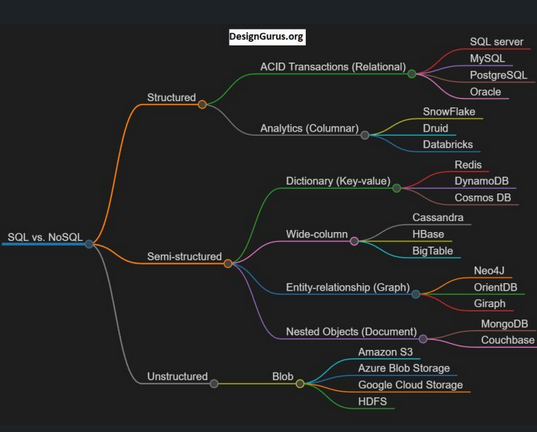 DesignGurus.org
SQL vs. NoSQL
Structured
ACID Transactions (Relational)
SQL server
MySQL
PostgreSQL
Oracle
Analytics (Columnar)
SnowFlake
Druid
Databricks
Semi-structured
Dictionary (Key-value)
Redis
DynamoDB
Cosmos DB
Wide-column
Cassandra
HBase
BigTable
Entity-relationship (Graph)
Neo4J
OrientDB
Giraph
Nested Objects (Document)
MongoDB
Couchbase
Unstructured
Blob
Amazon S3
Azure Blob Storage
Google Cloud Storage
HDFS